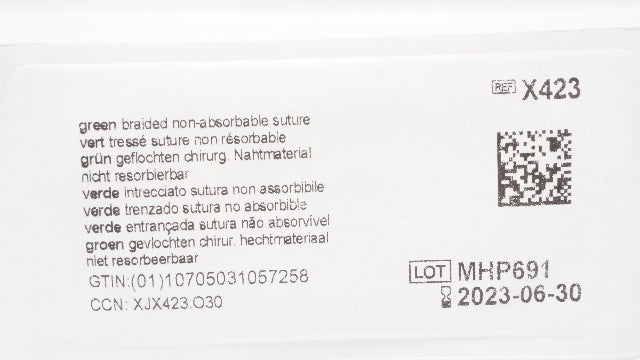 REF X423
green braided non-absorbable suture
vert tressé suture non résorbable
grün geflochten chirurg. Nahtmaterial
nicht resorbierbar
verde intrecciato sutura non assorbibile
verde trenzado sutura no absorbible
verde entrançada sutura não absorvível
groen gevlochten chirur. hechtmateriaal
niet resorbeerbaar
GTIN:(01)10705031057258
CCN: XJX423.O30
LOT MHP691
2023-06-30